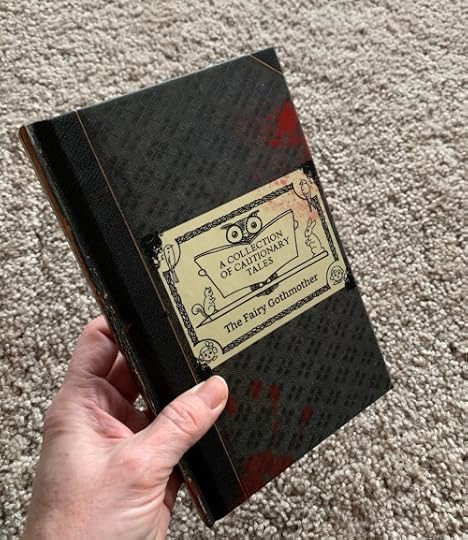 A COLLECTION
OF CAUTIONARY
TALES
The Fairy Gothmother